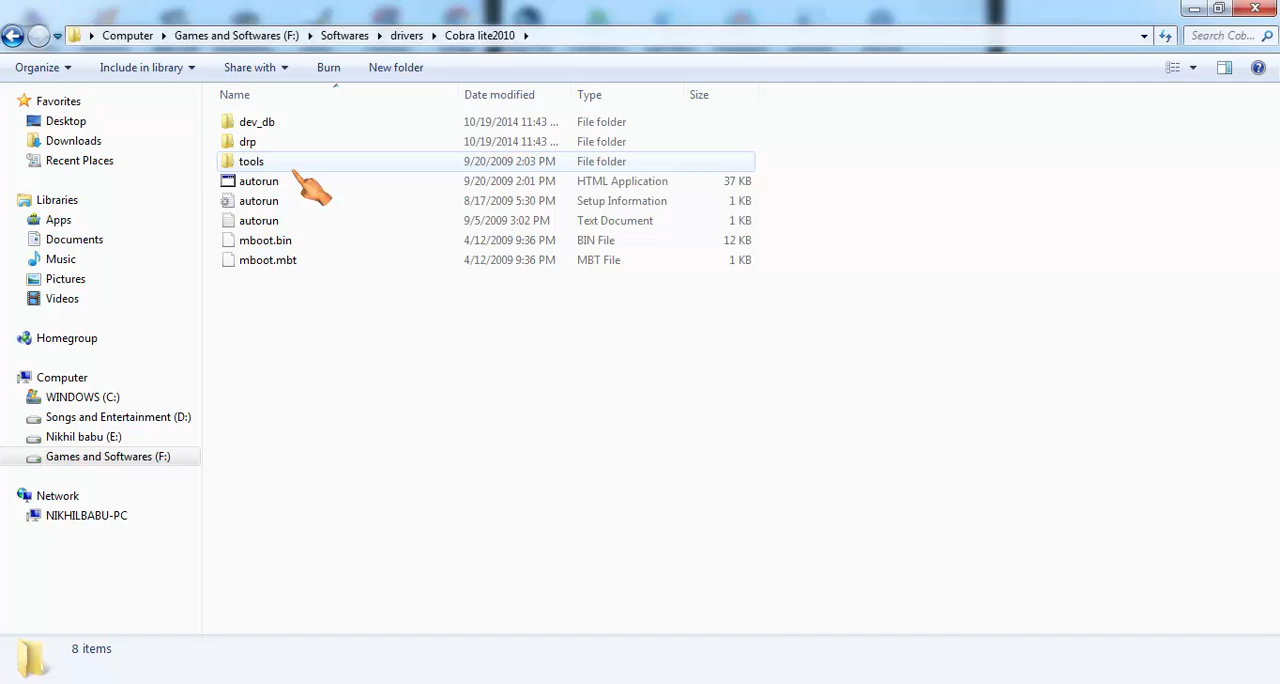 Computer Games and Softwares (F:) Softwares drivers Cobra lite2010
Search Cob...
Organize Include in library Share with Burn New folder
Name Date modified Type Size
Favorites
Desktop
Downloads
Recent Places
Libraries
Apps
Documents
Music
Pictures
Videos
Homegroup
Computer
WINDOWS (C:)
Songs and Entertainment (D:)
Nikhil babu (E:)
Games and Softwares (F:)
Network
NIKHILBABU-PC
dev_db 10/19/2014 11:43 ... File folder
drp 10/19/2014 11:43 ... File folder
tools 9/20/2009 2:03 PM File folder
autorun 9/20/2009 2:01 PM HTML Application 37 KB
autorun 8/17/2009 5:30 PM Setup Information 1 KB
autorun 9/5/2009 3:02 PM Text Document 1 KB
mboot.bin 4/12/2009 9:36 PM BIN File 12 KB
mboot.mbt 4/12/2009 9:36 PM MBT File 1 KB
8 items